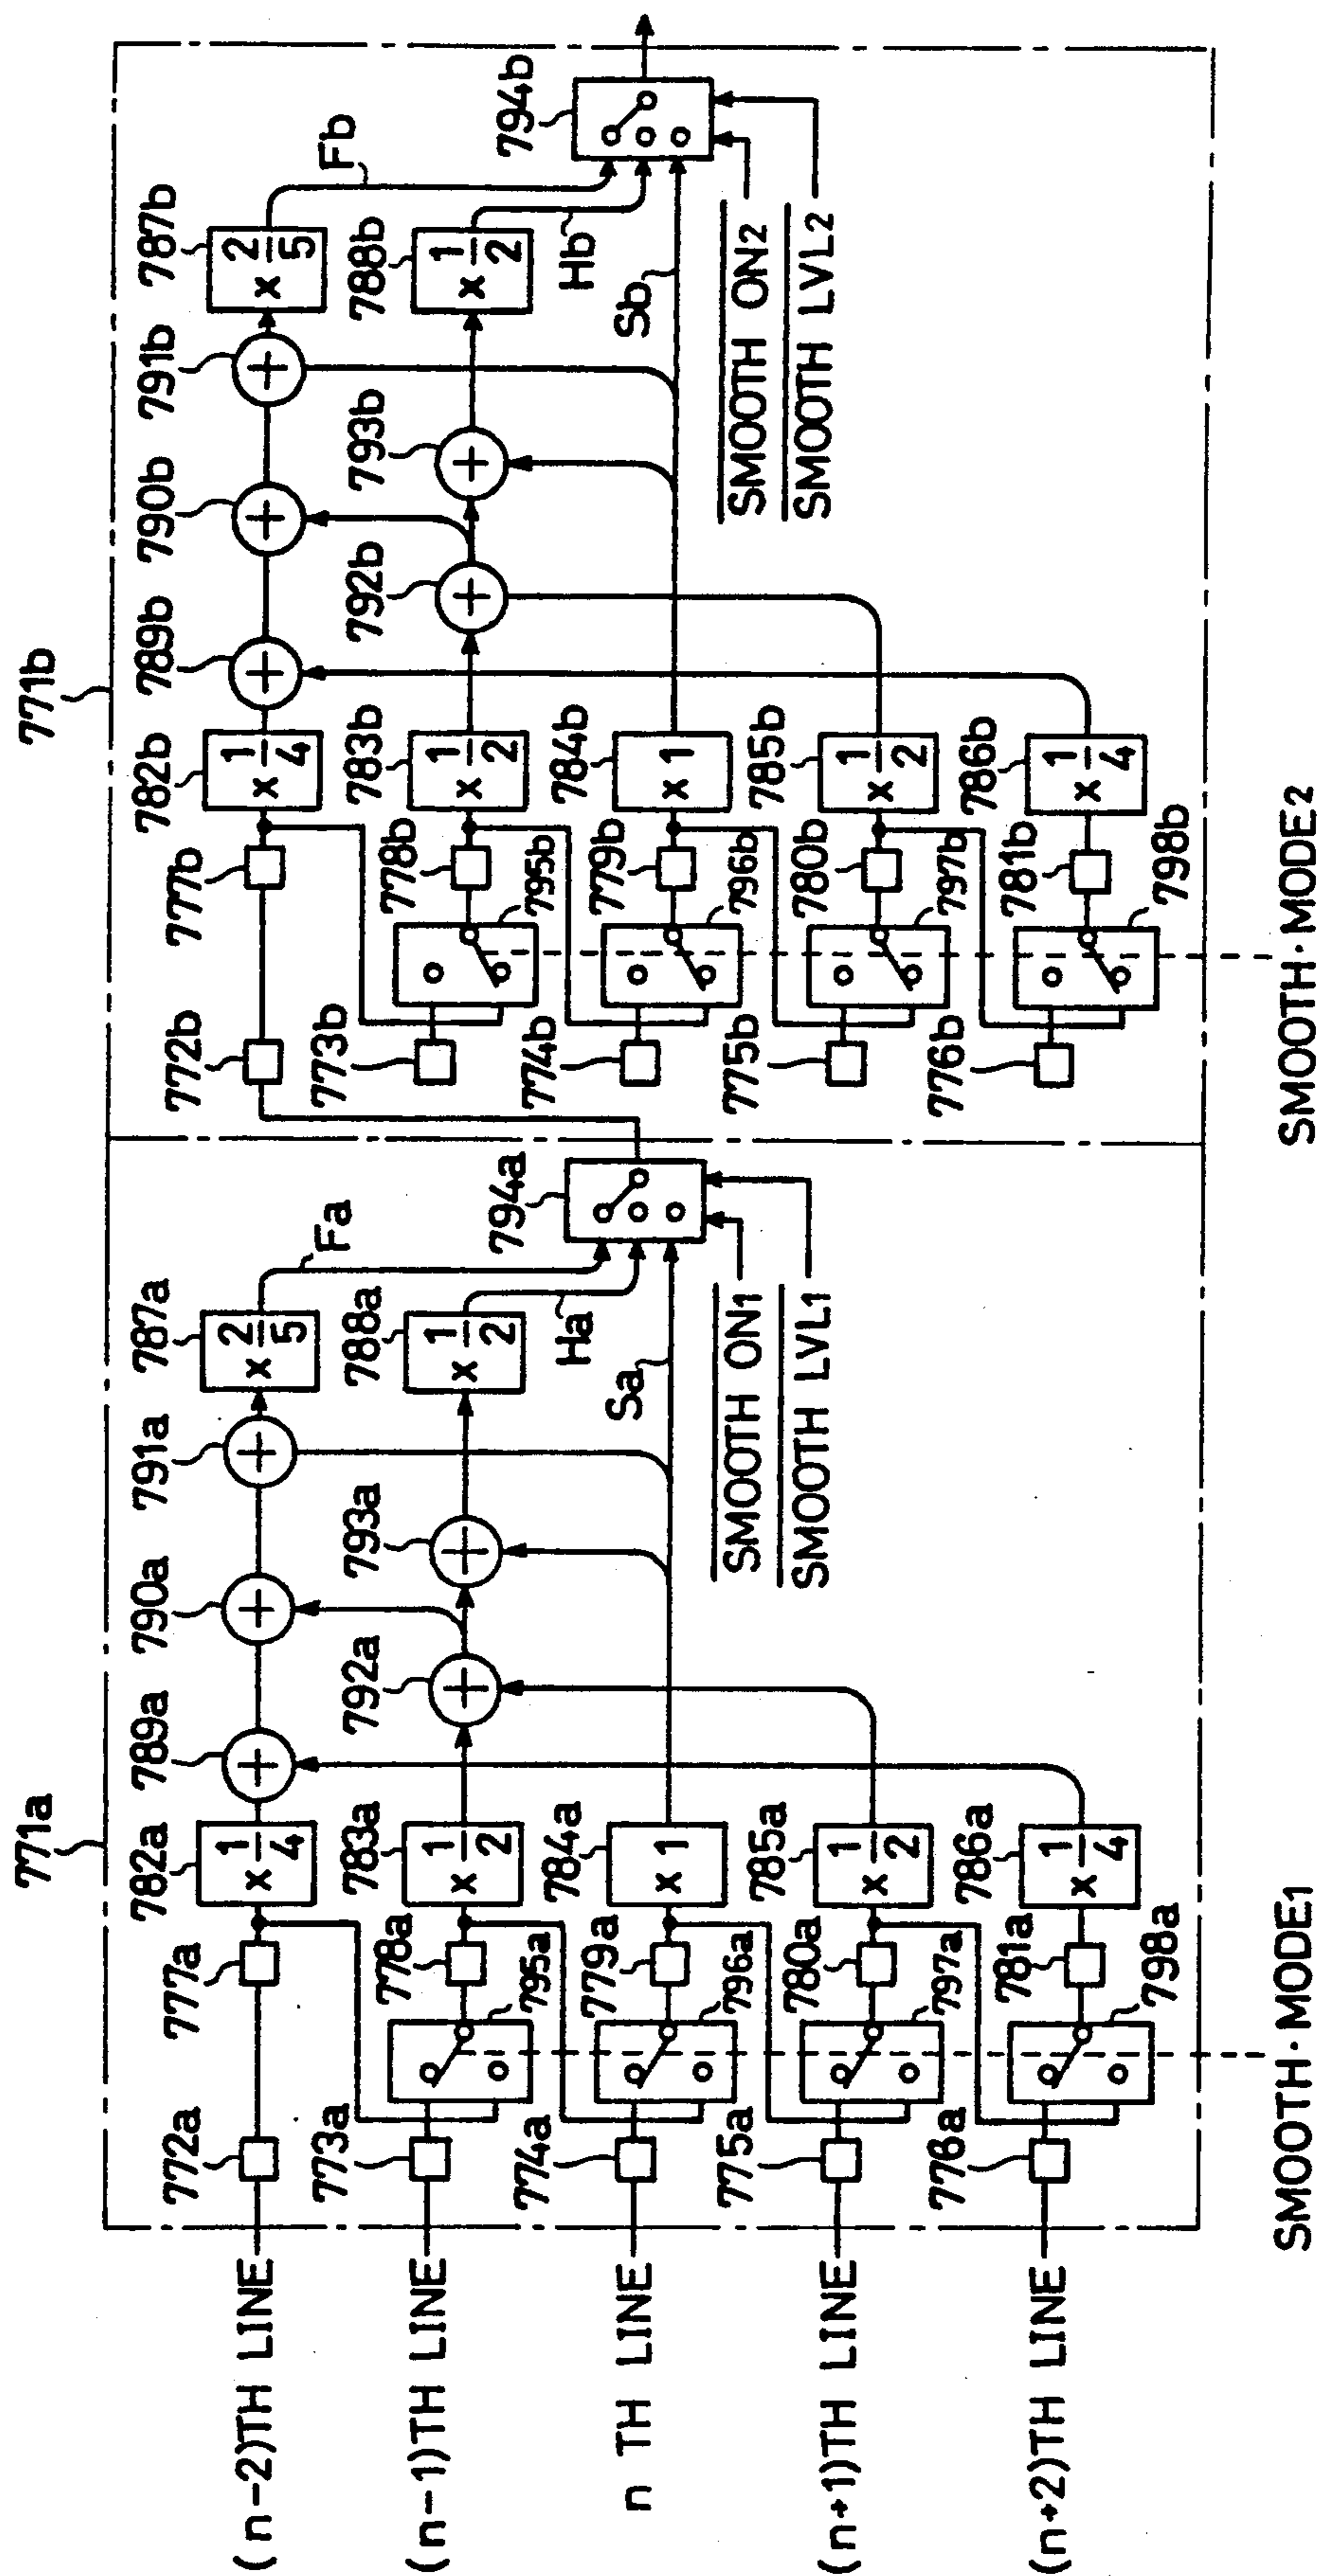 771a
771b
(n-2)TH LINE
772a
777a
782a
× 1/4
789a
790a
791a
787a
× 2/5
Fa
(n-1)TH LINE
773a
778a
795a
783a
× 1/2
792a
793a
788a
× 1/2
Ha
794a
n TH LINE
774a
779a
796a
784a
× 1
Sa
(n+1)TH LINE
775a
780a
797a
785a
× 1/2
SMOOTH ON1
SMOOTH LVL1
(n+2)TH LINE
778a
781a
798a
786a
× 1/4
SMOOTH·MODE1
772b
777b
782b
× 1/4
789b
790b
791b
787b
× 2/5
Fb
773b
778b
795b
783b
× 1/2
792b
793b
788b
× 1/2
Hb
794b
774b
779b
796b
784b
× 1
Sb
775b
780b
797b
785b
× 1/2
SMOOTH ON2
SMOOTH LVL2
776b
781b
798b
786b
× 1/4
SMOOTH·MODE2